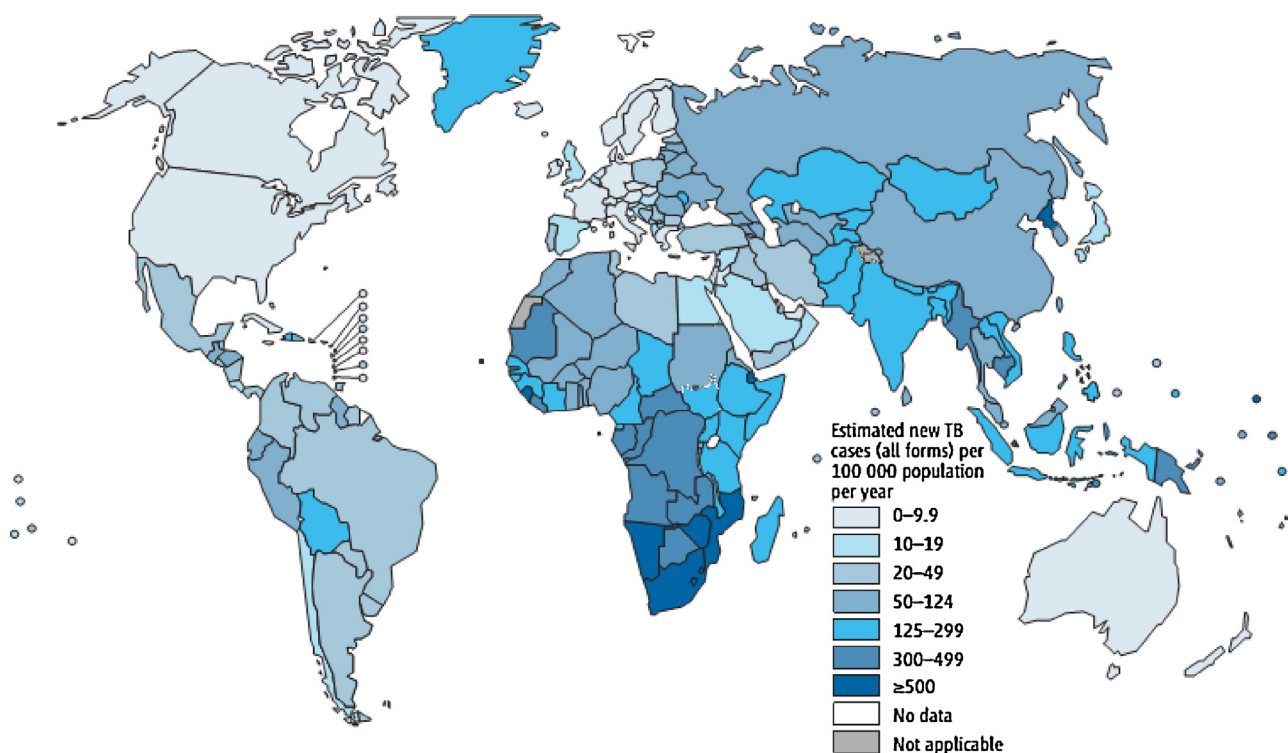 Estimated new TB
cases (all forms) per
100 000 population
per year
0–9.9
10–19
20–49
50–124
125–299
300–499
≥500
No data
Not applicable